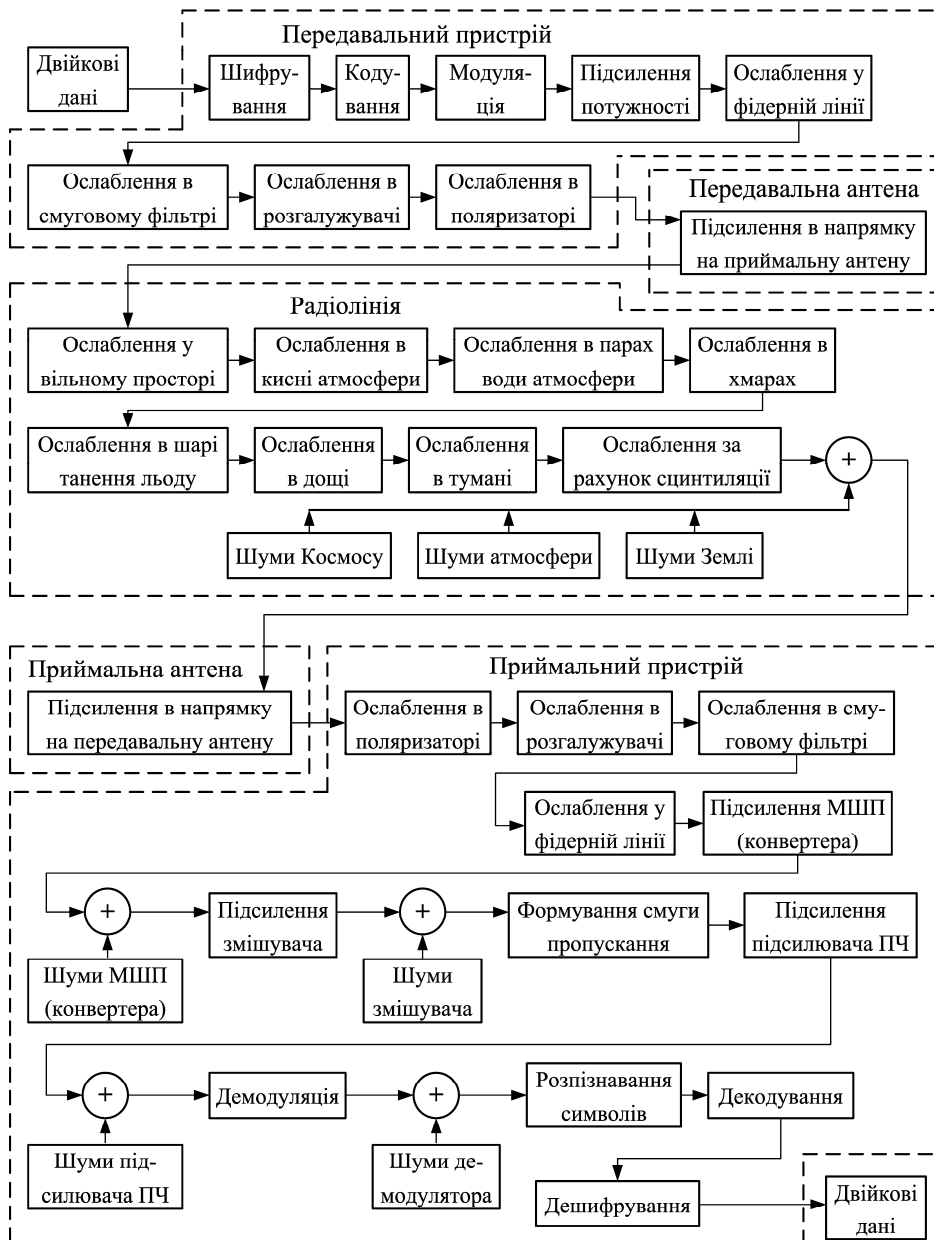 Передавальний пристрій
Двійкові
дані
Шифру-
вання
Коду-
вання
Модуля-
ція
Підсилення
потужності
Ослаблення у
фідерній лінії
Ослаблення в
смуговому фільтрі
Ослаблення в
розгалужувачі
Ослаблення в
поляризаторі
Передавальна антена
Підсилення в напрямку
на приймальну антену
Радіолінія
Ослаблення у
вільному просторі
Ослаблення в
кисні атмосфери
Ослаблення в парах
води атмосфери
Ослаблення в
хмарах
Ослаблення в шарі
танення льоду
Ослаблення
в дощі
Ослаблення
в тумані
Ослаблення за
рахунок сцинтиляції
+
Шуми Космосу
Шуми атмосфери
Шуми Землі
Приймальна антена
Підсилення в напрямку
на передавальну антену
Приймальний пристрій
Ослаблення в
поляризаторі
Ослаблення в
розгалужувачі
Ослаблення в сму-
говому фільтрі
Ослаблення у
фідерній лінії
Підсилення МШП
(конвертера)
+
Підсилення
змішувача
+
Формування смуги
пропускання
Підсилення
підсилювача ПЧ
Шуми МШП
(конвертера)
Шуми
змішувача
+
Демодуляція
+
Розпізнавання
символів
Декодування
Шуми під-
силювача ПЧ
Шуми де-
модулятора
Дешифрування
Двійкові
дані